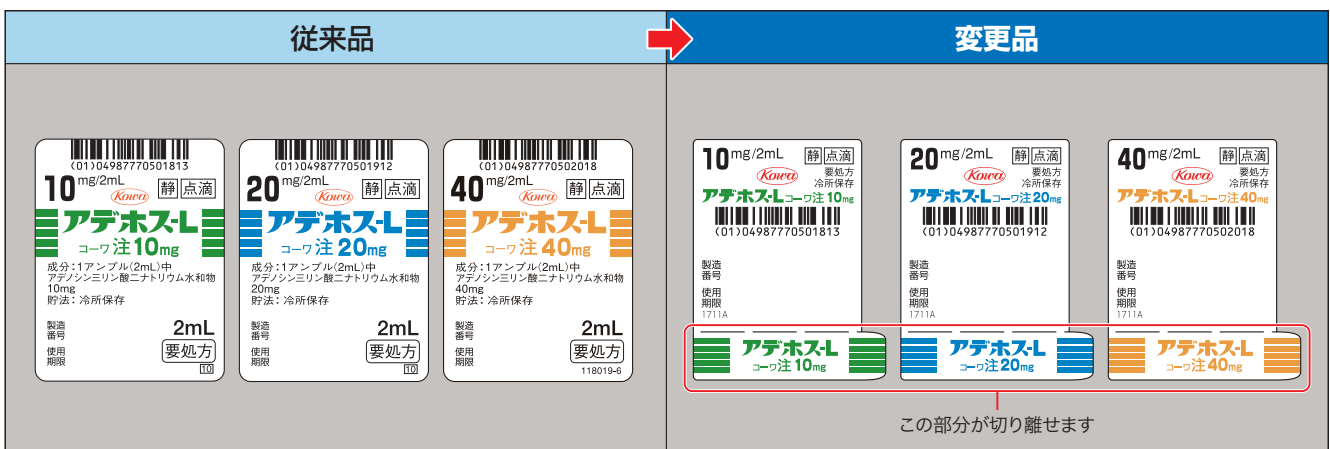 従来品
変更品
(01)04987770501813
10mg/2mL Kowa 静 点滴
アデホス-L
コーワ注10mg
成分:1アンプル(2mL)中
アデノシン三リン酸二ナトリウム水和物
10mg
貯法:冷所保存
製造
番号
2mL
使用
期限
要処方
10
(01)04987770501912
20mg/2mL Kowa 静 点滴
アデホス-L
コーワ注20mg
成分:1アンプル(2mL)中
アデノシン三リン酸二ナトリウム水和物
20mg
貯法:冷所保存
製造
番号
2mL
使用
期限
要処方
10
(01)04987770502018
40mg/2mL Kowa 静 点滴
アデホス-L
コーワ注40mg
成分:1アンプル(2mL)中
アデノシン三リン酸二ナトリウム水和物
40mg
貯法:冷所保存
製造
番号
2mL
使用
期限
要処方
118019-6
10mg/2mL 静 点滴
Kowa 要処方
冷所保存
アデホス-Lコーワ注10mg
(01)04987770501813
製造
番号
使用
期限
1711A
アデホス-L
コーワ注10mg
20mg/2mL 静 点滴
Kowa 要処方
冷所保存
アデホス-Lコーワ注20mg
(01)04987770501912
製造
番号
使用
期限
1711A
アデホス-L
コーワ注20mg
40mg/2mL 静 点滴
Kowa 要処方
冷所保存
アデホス-Lコーワ注40mg
(01)04987770502018
製造
番号
使用
期限
1711A
アデホス-L
コーワ注40mg
この部分が切り離せます